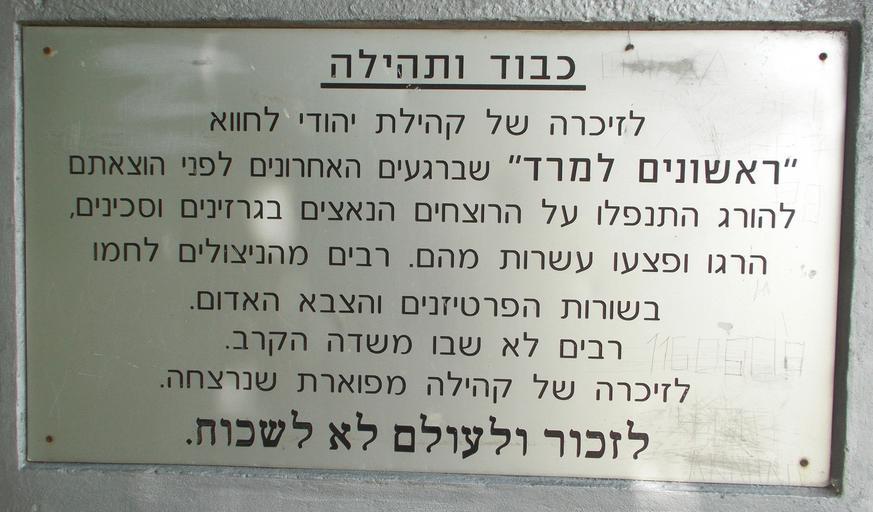 כבוד ותהילה
לזיכרה של קהילת יהודי לחווא
"ראשונים למרד" שברגעים האחרונים לפני הוצאתם
להורג התנפלו על הרוצחים הנאצים בגרזינים וסכינים,
הרגו ופצעו עשרות מהם. רבים מהניצולים לחמו
בשורות הפרטיזנים והצבא האדום.
רבים לא שבו משדה הקרב.
לזיכרה של קהילה מפוארת שנרצחה.
לזכור ולעולם לא לשכוח.